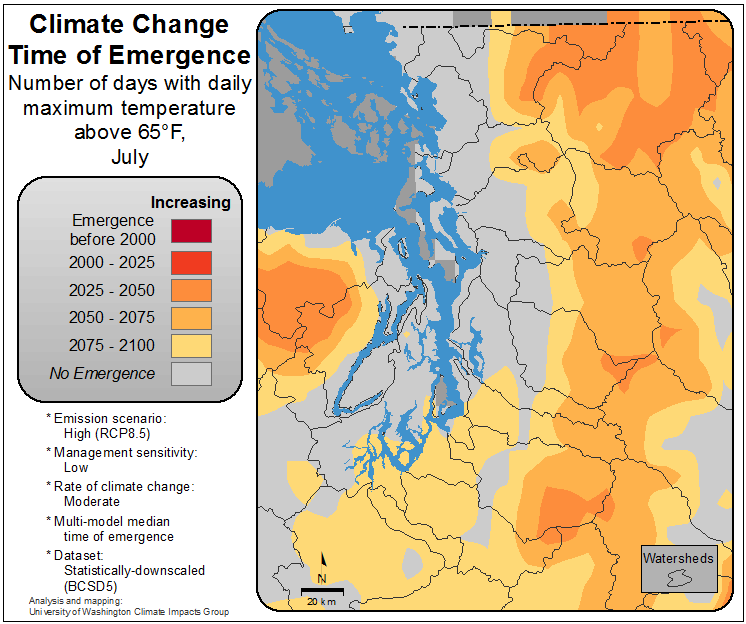 Climate Change
Time of Emergence
Number of days with daily
maximum temperature
above 65°F,
July
Increasing
Emergence
before 2000
2000 - 2025
2025 - 2050
2050 - 2075
2075 - 2100
No Emergence
* Emission scenario:
High (RCP8.5)
* Management sensitivity:
Low
* Rate of climate change:
Moderate
* Multi-model median
time of emergence
* Dataset:
Statistically-downscaled
(BCSD5)
Analysis and mapping:
University of Washington Climate Impacts Group
N
20 km
Watersheds